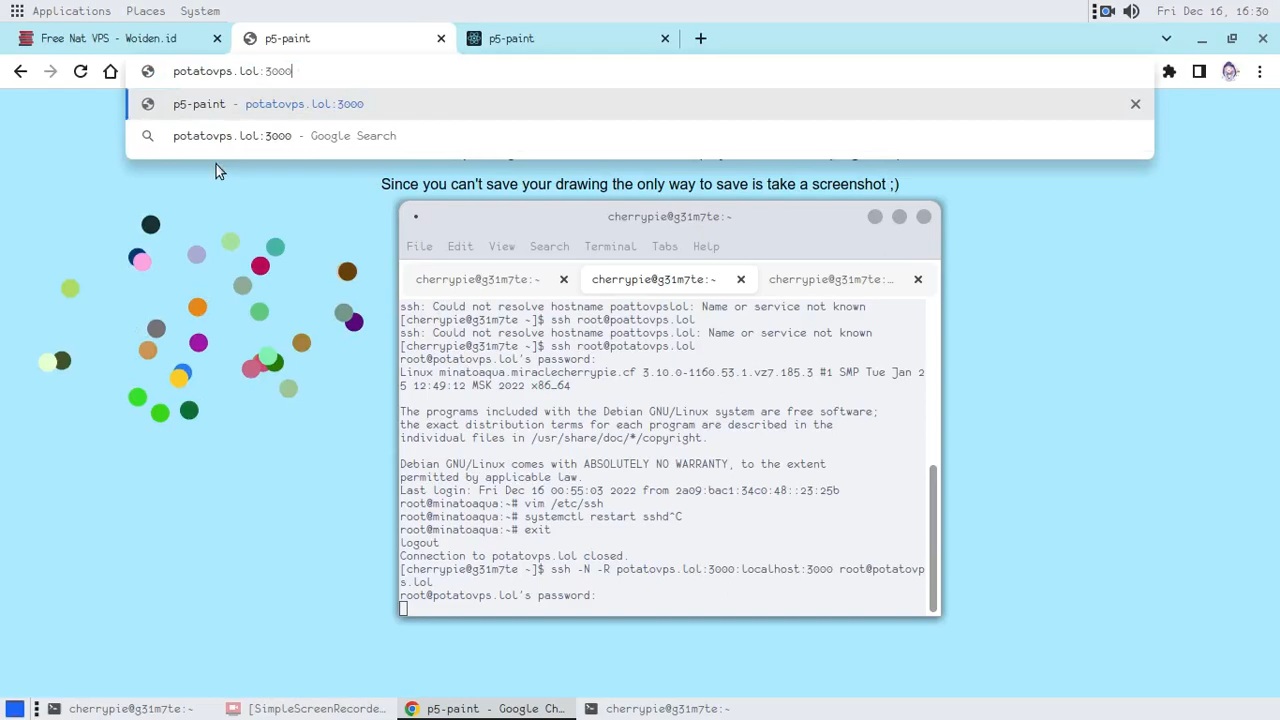 Applications Places System Fri Dec 16, 16:30
Free Nat VPS - Woiden.id p5-paint p5-paint
potatovps.lol:3000
p5-paint - potatovps.lol:3000
potatovps.lol:3000 - Google Search
Since you can't save your drawing the only way to save is take a screenshot ;)
cherrypie@g31m7te:~
File Edit View Search Terminal Tabs Help
cherrypie@g31m7te:~ cherrypie@g31m7te:~ cherrypie@g31m7te:...
ssh: Could not resolve hostname poattovpslol: Name or service not known
[cherrypie@g31m7te ~]$ ssh root@poattovps.lol
ssh: Could not resolve hostname poattovps.lol: Name or service not known
[cherrypie@g31m7te ~]$ ssh root@potatovps.lol
root@potatovps.lol's password:
Linux minatoaqua.miraclecherrypie.cf 3.10.0-1160.53.1.vz7.185.3 #1 SMP Tue Jan 2
5 12:49:12 MSK 2022 x86_64
The programs included with the Debian GNU/Linux system are free software;
the exact distribution terms for each program are described in the
individual files in /usr/share/doc/*/copyright.
Debian GNU/Linux comes with ABSOLUTELY NO WARRANTY, to the extent
permitted by applicable law.
Last login: Fri Dec 16 00:55:03 2022 from 2a09:bac1:34c0:48::23:25b
root@minatoaqua:~# vim /etc/ssh
root@minatoaqua:~# systemctl restart sshd^C
root@minatoaqua:~# exit
logout
Connection to potatovps.lol closed.
[cherrypie@g31m7te ~]$ ssh -N -R potatovps.lol:3000:localhost:3000 root@potatovp
s.lol
root@potatovps.lol's password:
cherrypie@g31m7te:~ [SimpleScreenRecorde... p5-paint - Google Ch... cherrypie@g31m7te:~